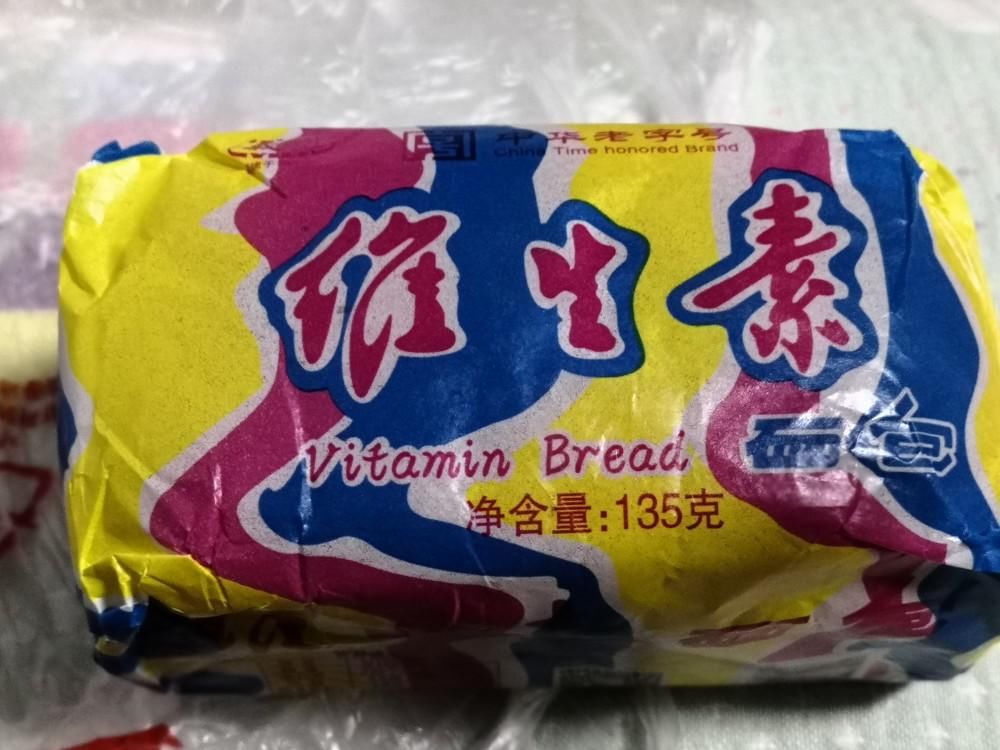 中华老字号
China Time honored Brand
维生素
Vitamin Bread
面包
净含量:135克